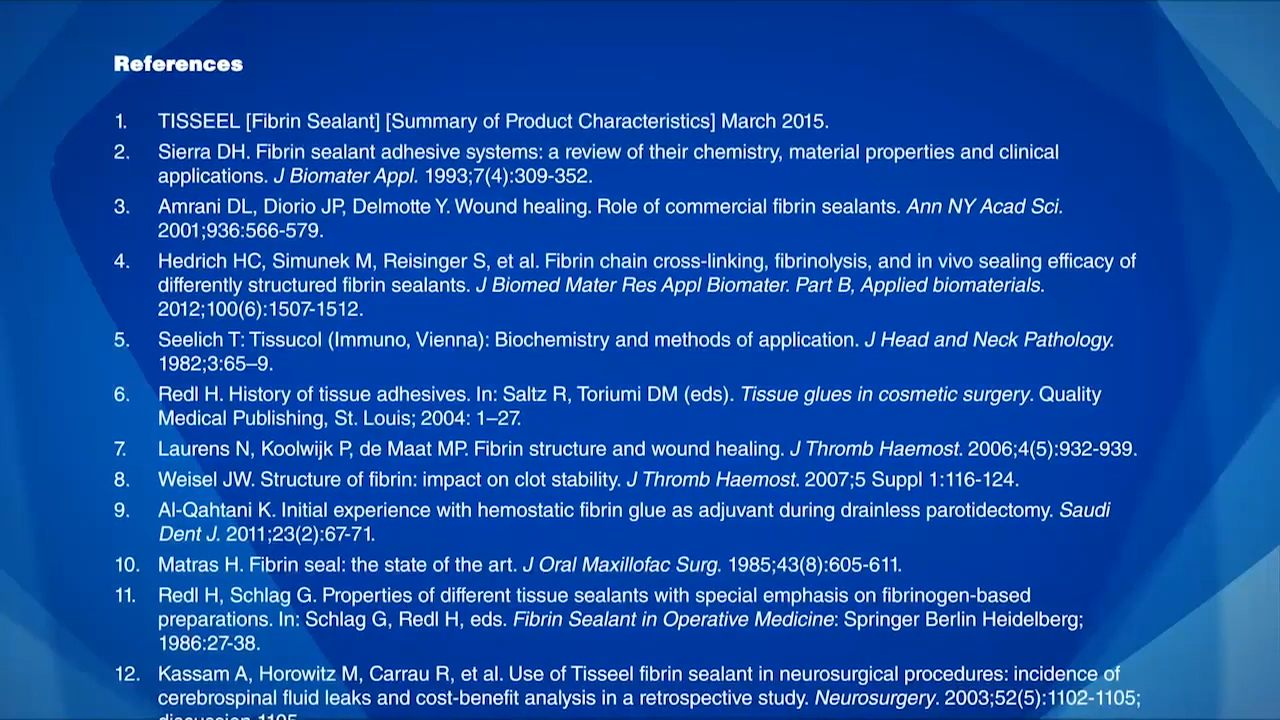 References
1. TISSEEL [Fibrin Sealant] [Summary of Product Characteristics] March 2015.
2. Sierra DH. Fibrin sealant adhesive systems: a review of their chemistry, material properties and clinical
applications. J Biomater Appl. 1993;7(4):309-352.
3. Amrani DL, Diorio JP, Delmotte Y. Wound healing. Role of commercial fibrin sealants. Ann NY Acad Sci.
2001;936:566-579.
4. Hedrich HC, Simunek M, Reisinger S, et al. Fibrin chain cross-linking, fibrinolysis, and in vivo sealing efficacy of
differently structured fibrin sealants. J Biomed Mater Res Appl Biomater. Part B, Applied biomaterials.
2012;100(6):1507-1512.
5. Seelich T: Tissucol (Immuno, Vienna): Biochemistry and methods of application. J Head and Neck Pathology.
1982;3:65–9.
6. Redl H. History of tissue adhesives. In: Saltz R, Toriumi DM (eds). Tissue glues in cosmetic surgery. Quality
Medical Publishing, St. Louis; 2004: 1–27.
7. Laurens N, Koolwijk P, de Maat MP. Fibrin structure and wound healing. J Thromb Haemost. 2006;4(5):932-939.
8. Weisel JW. Structure of fibrin: impact on clot stability. J Thromb Haemost. 2007;5 Suppl 1:116-124.
9. Al-Qahtani K. Initial experience with hemostatic fibrin glue as adjuvant during drainless parotidectomy. Saudi
Dent J. 2011;23(2):67-71.
10. Matras H. Fibrin seal: the state of the art. J Oral Maxillofac Surg. 1985;43(8):605-611.
11. Redl H, Schlag G. Properties of different tissue sealants with special emphasis on fibrinogen-based
preparations. In: Schlag G, Redl H, eds. Fibrin Sealant in Operative Medicine: Springer Berlin Heidelberg;
1986:27-38.
12. Kassam A, Horowitz M, Carrau R, et al. Use of Tisseel fibrin sealant in neurosurgical procedures: incidence of
cerebrospinal fluid leaks and cost-benefit analysis in a retrospective study. Neurosurgery. 2003;52(5):1102-1105;
discussion 1105.